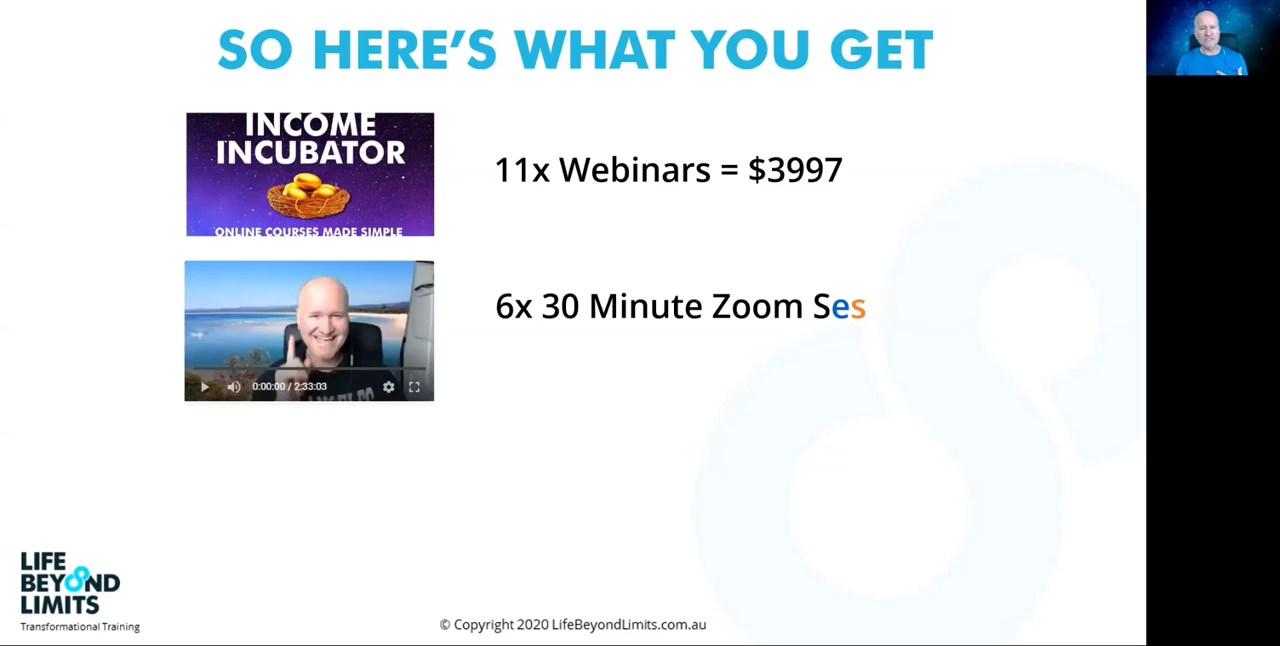 SO HERE'S WHAT YOU GET
INCOME
INCUBATOR
ONLINE COURSES MADE SIMPLE
11x Webinars = $3997
6x 30 Minute Zoom Ses
0:00:00 / 2:33:03
LIFE
BEYOND
LIMITS
Transformational Training
© Copyright 2020 LifeBeyondLimits.com.au